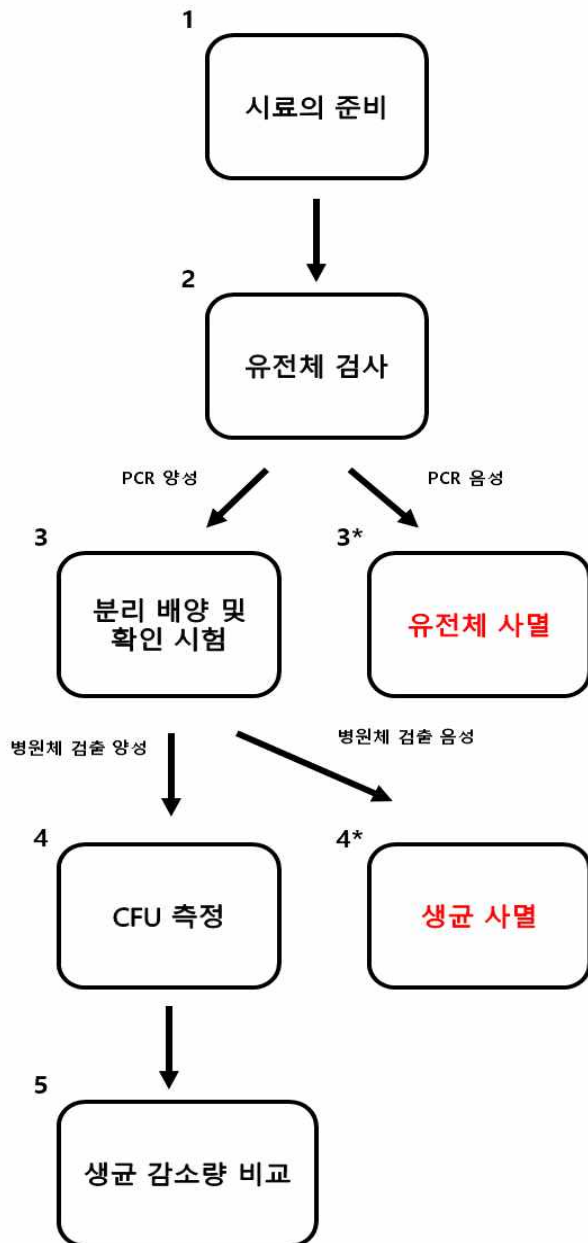 1
시료의 준비
2
유전체 검사
PCR 양성
PCR 음성
3
3*
분리 배양 및
확인 시험
유전체 사멸
병원체 검출 양성
병원체 검출 음성
4
4*
CFU 측정
생균 사멸
5
생균 감소량 비교